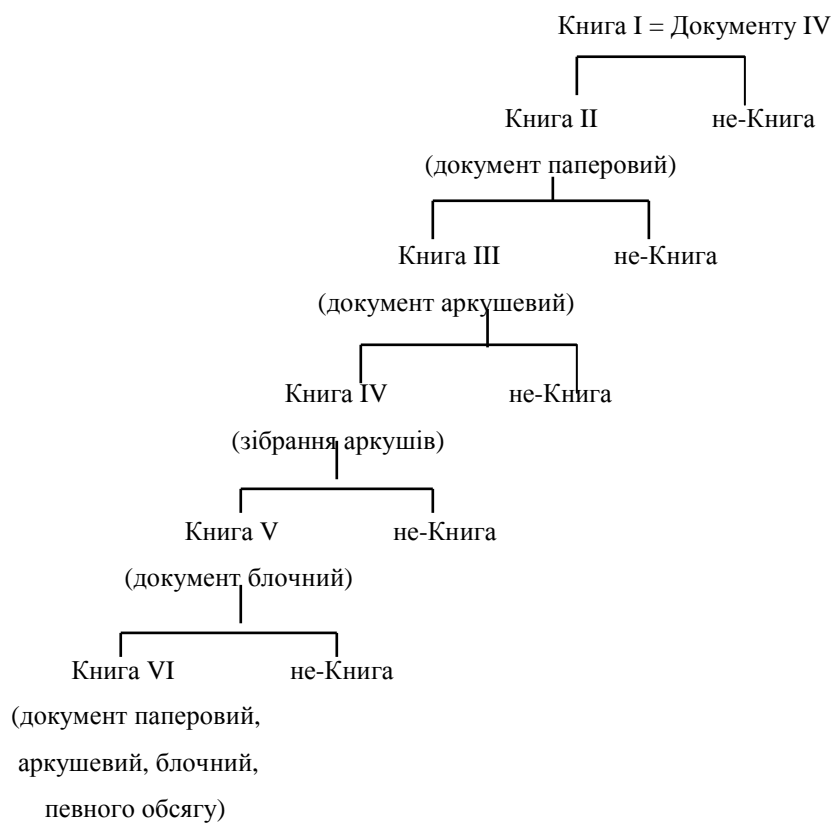 Книга I = Документу IV
Книга II не-Книга
(документ паперовий)
Книга III не-Книга
(документ аркушевий)
Книга IV не-Книга
(зібрання аркушів)
Книга V не-Книга
(документ блочний)
Книга VI не-Книга
(документ паперовий,
аркушевий, блочний,
певного обсягу)